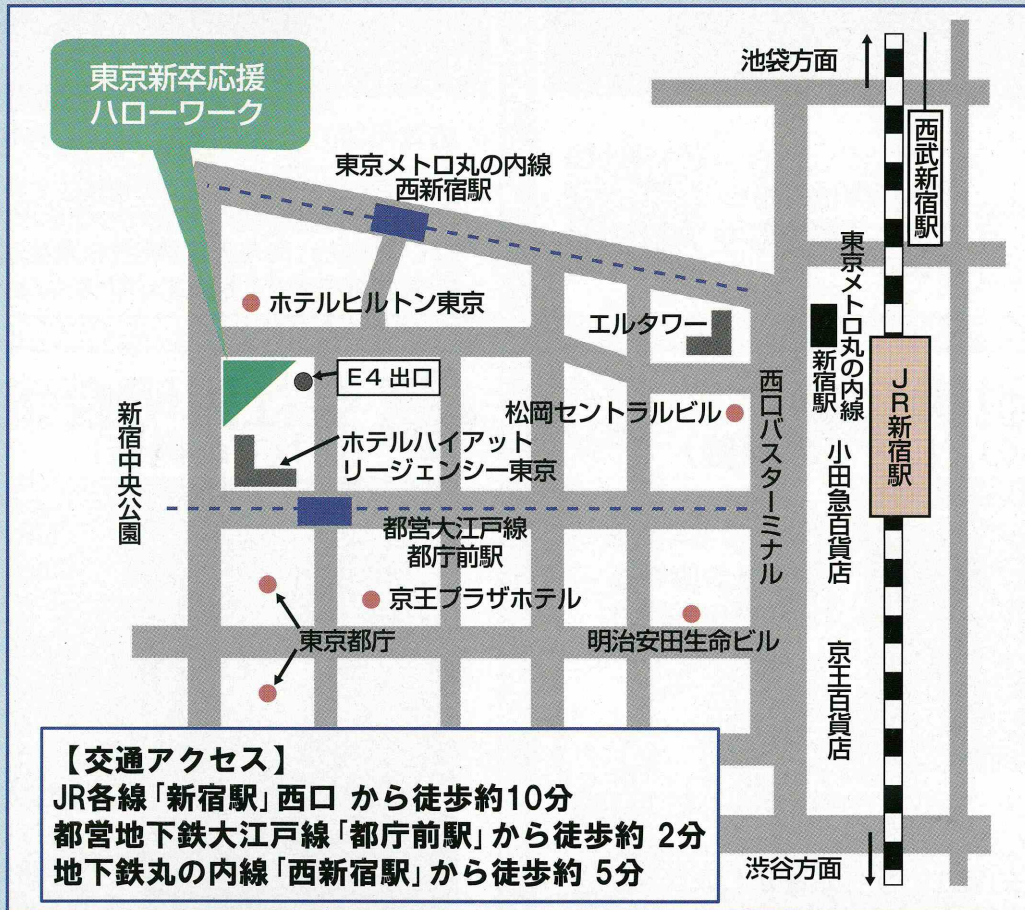 東京新卒応援
ハローワーク
池袋方面
西武新宿駅
東京メトロ丸の内線
西新宿駅
ホテルヒルトン東京
エルタワー
東京メトロ丸の内線
新宿駅
JR新宿駅
E4 出口
松岡セントラルビル
西口バスターミナル
新宿中央公園
ホテルハイアット
リージェンシー東京
小田急百貨店
都営大江戸線
都庁前駅
京王プラザホテル
東京都庁
明治安田生命ビル
京王百貨店
【交通アクセス】
JR各線「新宿駅」西口 から徒歩約10分
都営地下鉄大江戸線「都庁前駅」から徒歩約 2分
地下鉄丸の内線「西新宿駅」から徒歩約 5分
渋谷方面